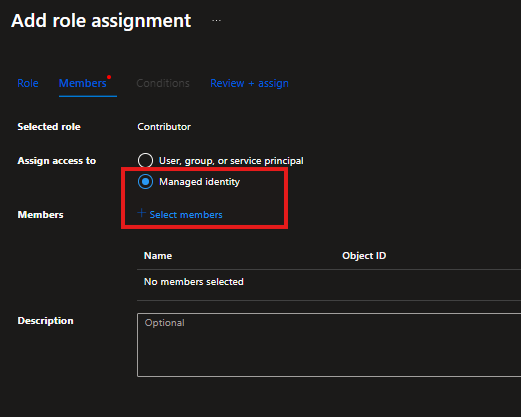 Add role assignment ...
Role Members Conditions Review + assign
Selected role Contributor
Assign access to User, group, or service principal
Managed identity
Members + Select members
Name Object ID
No members selected
Description Optional